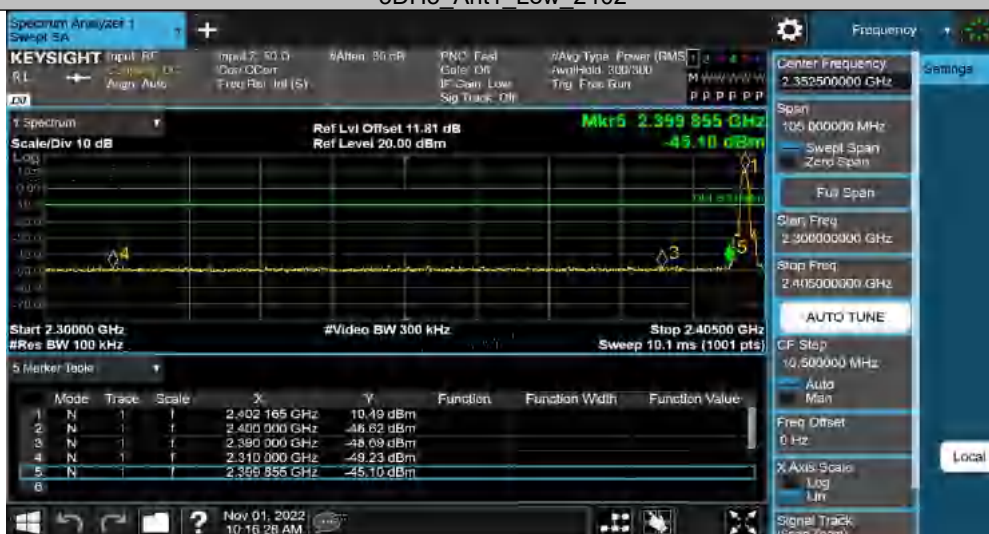 3DH5_Ant1_Low_2402
Spectrum Analyzer 1
Swept SA
+
Frequency
KEYSIGHT
Input: RF
Input Z: 50 Ω
#Atten: 30 dB
PNO: Fast
#Avg Type: Power (RMS)
RL
Align: Auto
Freq Ref: Int (S)
Gate: Off
Avg|Hold: 300/300
IF Gain: Low
Trig: Free Run
Sig Track: Off
M W W W W W
P P P P P P
1 Spectrum
Ref Lvl Offset 11.81 dB
Mkr5 2.399 855 GHz
Scale/Div 10 dB
Ref Level 20.00 dBm
-45.10 dBm
Log
1
4
3
5
Start 2.30000 GHz
#Video BW 300 kHz
Stop 2.40500 GHz
#Res BW 100 kHz
Sweep 10.1 ms (1001 pts)
5 Marker Table
Mode Trace Scale X Y Function Function Width Function Value
1 N 1 f 2.402 165 GHz 10.49 dBm
2 N 1 f 2.400 000 GHz -46.62 dBm
3 N 1 f 2.390 000 GHz -48.69 dBm
4 N 1 f 2.310 000 GHz -49.23 dBm
5 N 1 f 2.399 855 GHz -45.10 dBm
6
?
Nov 01, 2022
10:16:28 AM
Center Frequency
2.352500000 GHz
Settings
Span
105.000000 MHz
Swept Span
Zero Span
Full Span
Start Freq
2.300000000 GHz
Stop Freq
2.405000000 GHz
AUTO TUNE
CF Step
10.500000 MHz
Auto
Man
Freq Offset
0 Hz
Local
X Axis Scale
Log
Lin
Signal Track